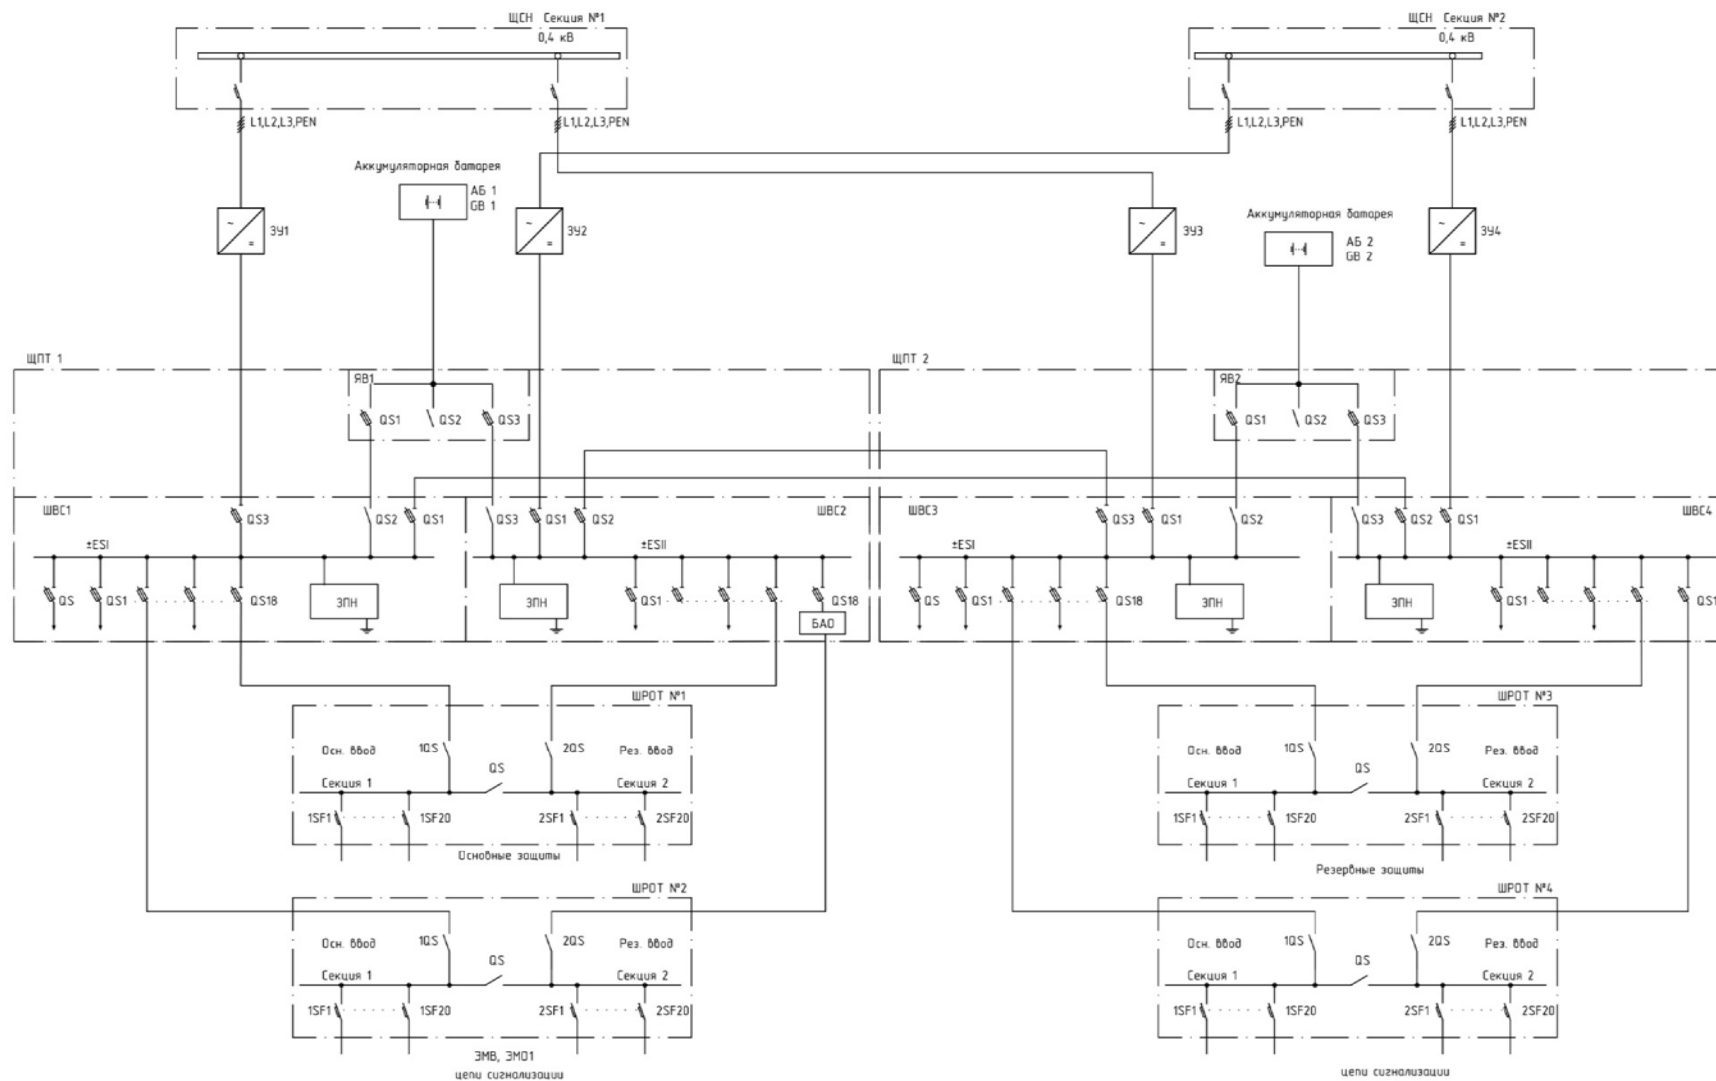 ЩСН Секция №1
0,4 кВ
ЩСН Секция №2
0,4 кВ
L1,L2,L3,PEN
L1,L2,L3,PEN
L1,L2,L3,PEN
L1,L2,L3,PEN
Аккумуляторная батарея
АБ 1
GB 1
Аккумуляторная батарея
АБ 2
GB 2
~
=
ЗУ1
~
=
ЗУ2
~
=
ЗУ3
~
=
ЗУ4
ЩПТ 1
ЩПТ 2
ЯВ1
QS1
QS2
QS3
ЯВ2
QS1
QS2
QS3
ШВС1
QS3
QS2
QS1
QS3
QS1
QS2
ШВС2
ШВС3
QS3
QS1
QS2
QS3
QS2
QS1
ШВС4
±ESI
±ESII
±ESI
±ESII
QS
QS1
QS18
ЗПН
ЗПН
QS1
QS18
БАО
QS
QS1
QS18
ЗПН
ЗПН
QS1
QS1
ШРОТ №1
Осн. ввод
1QS
QS
2QS
Рез. ввод
Секция 1
Секция 2
1SF1
1SF20
2SF1
2SF20
Основные защиты
ШРОТ №3
Осн. ввод
1QS
QS
2QS
Рез. ввод
Секция 1
Секция 2
1SF1
1SF20
2SF1
2SF20
Резервные защиты
ШРОТ №2
Осн. ввод
1QS
QS
2QS
Рез. ввод
Секция 1
Секция 2
1SF1
1SF20
2SF1
2SF20
ЭМВ, ЭМО1
цепи сигнализации
ШРОТ №4
Осн. ввод
1QS
QS
2QS
Рез. ввод
Секция 1
Секция 2
1SF1
1SF20
2SF1
2SF20
цепи сигнализации